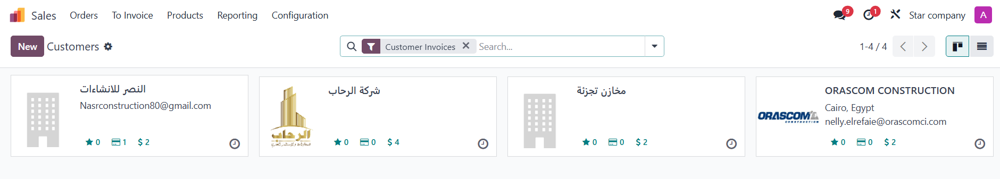 Sales Orders To Invoice Products Reporting Configuration 9 1 Star company A
New Customers Customer Invoices Search... 1-4 / 4
النصر للانشاءات
Nasrconstruction80@gmail.com
0 1 $ 2
شركة الرحاب
الرحاب
0 0 $ 4
مخازن تجزئة
0 0 $ 2
ORASCOM CONSTRUCTION
Cairo, Egypt
nelly.elrefaie@orascomci.com
ORASCOM
CONSTRUCTION
0 0 $ 2